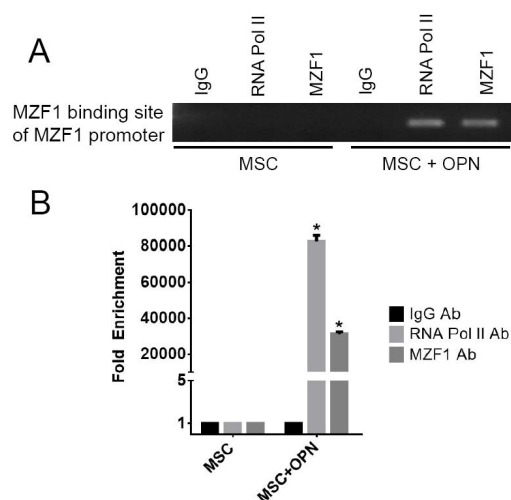 A
IgG
RNA Pol II
MZF1
IgG
RNA Pol II
MZF1
MZF1 binding site
of MZF1 promoter
MSC
MSC + OPN
B
Fold Enrichment
100000
80000
60000
40000
20000
5
1
*
*
MSC
MSC+OPN
IgG Ab
RNA Pol II Ab
MZF1 Ab